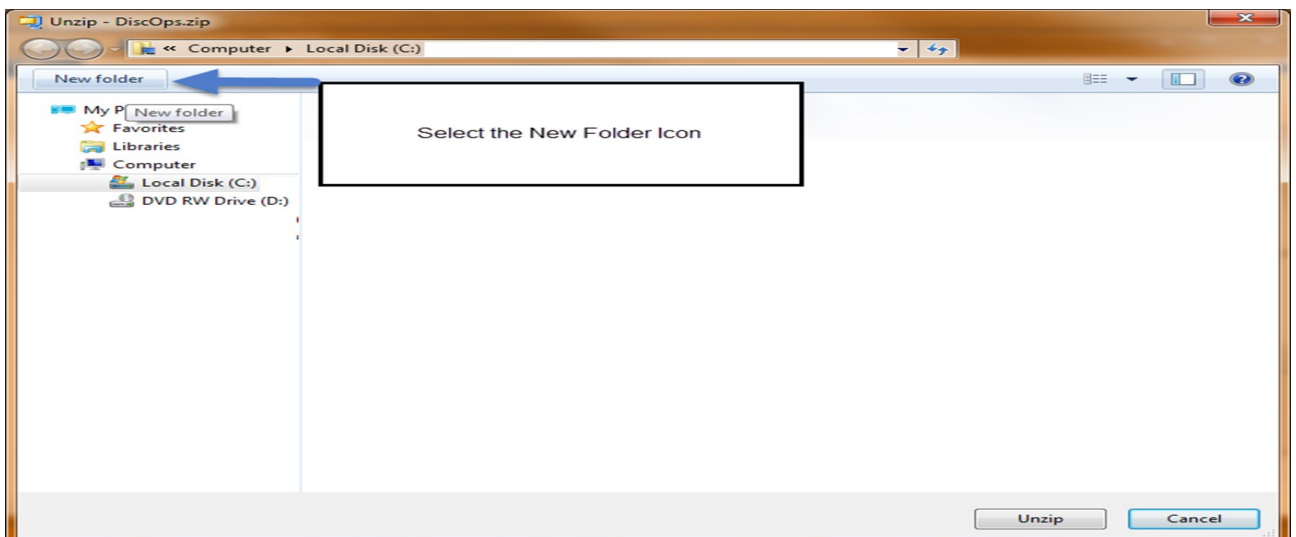 Unzip - DiscOps.zip
« Computer ▸ Local Disk (C:)
New folder
New folder
Favorites
Libraries
Computer
Local Disk (C:)
DVD RW Drive (D:)
Select the New Folder Icon
Unzip
Cancel